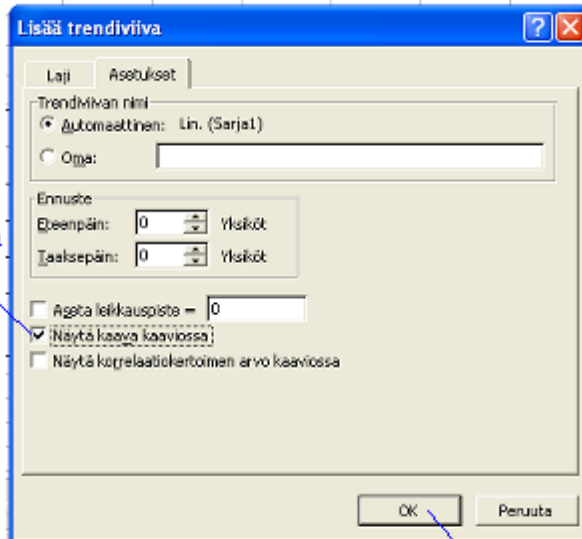 Lisää trendiviiva
Laji Asetukset
Trendiviivan nimi
Automaattinen: Lin. (Sarja1)
Oma:
Ennuste
Eteenpäin: 0 Yksiköt
Taaksepäin: 0 Yksiköt
Aseta leikkauspiste = 0
Näytä kaava kaaviossa
Näytä korrelaatiokertoimen arvo kaaviossa
OK Peruuta